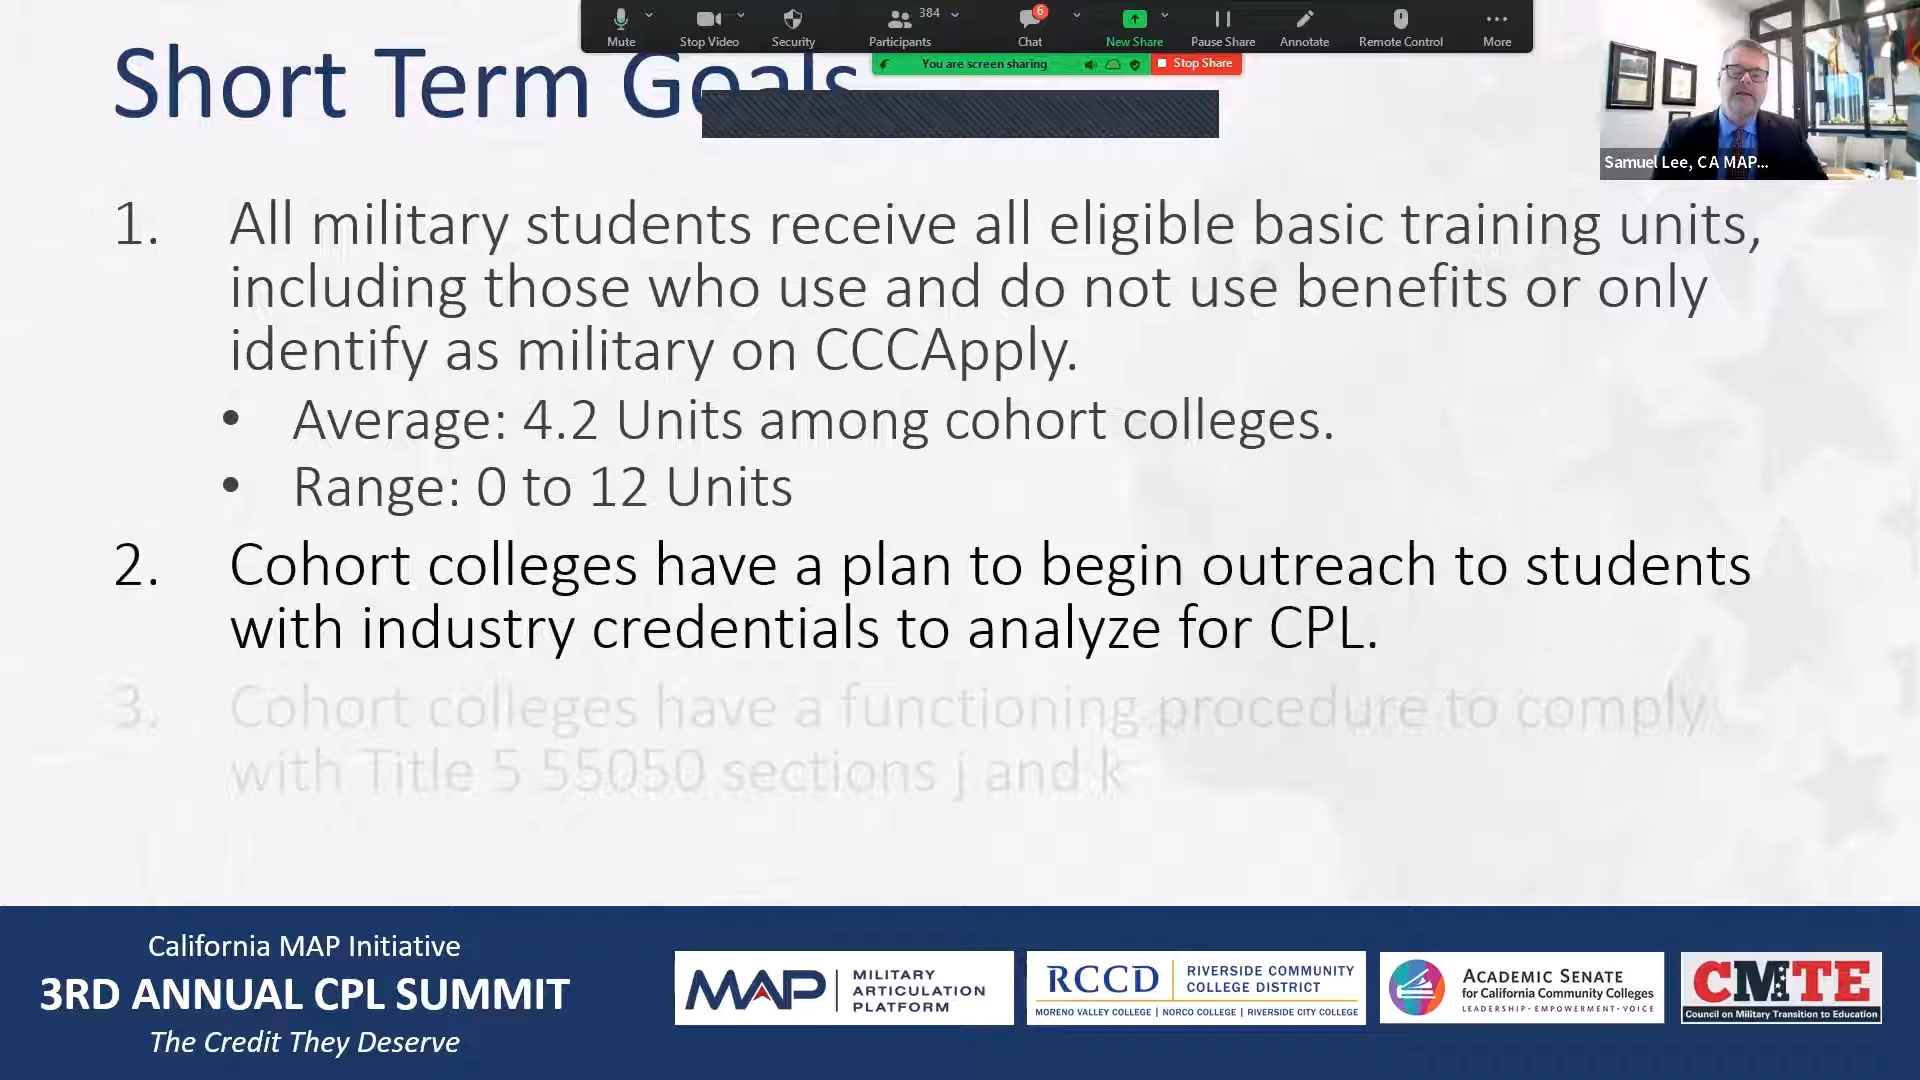 384
6
Mute
Stop Video
Security
Participants
Chat
New Share
Pause Share
Annotate
Remote Control
More
You are screen sharing
Stop Share
Short Term Goals
Samuel Lee, CA MAP...
1. All military students receive all eligible basic training units,
including those who use and do not use benefits or only
identify as military on CCCApply.
• Average: 4.2 Units among cohort colleges.
• Range: 0 to 12 Units
2. Cohort colleges have a plan to begin outreach to students
with industry credentials to analyze for CPL.
3. Cohort colleges have a functioning procedure to comply
with Title 5 55050 sections j and k
California MAP Initiative
3RD ANNUAL CPL SUMMIT
The Credit They Deserve
MAP
MILITARY
ARTICULATION
PLATFORM
RCCD
RIVERSIDE COMMUNITY
COLLEGE DISTRICT
MORENO VALLEY COLLEGE | NORCO COLLEGE | RIVERSIDE CITY COLLEGE
ACADEMIC SENATE
for California Community Colleges
LEADERSHIP · EMPOWERMENT · VOICE
CMTE
Council on Military Transition to Education